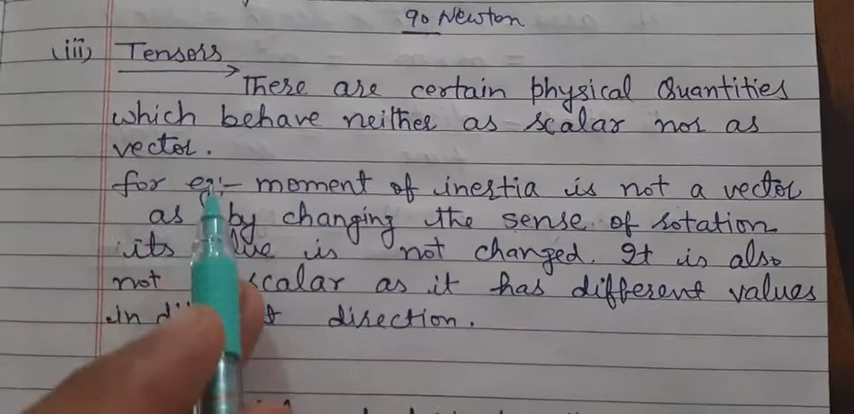 90 Newton
(iii) Tensors
These are certain physical Quantities
which behave neither as scalar nor as
vector.
for eg:- moment of inertia is not a vector
as by changing the sense of rotation
its is not changed. It is also
not scalar as it has different values
In direction.